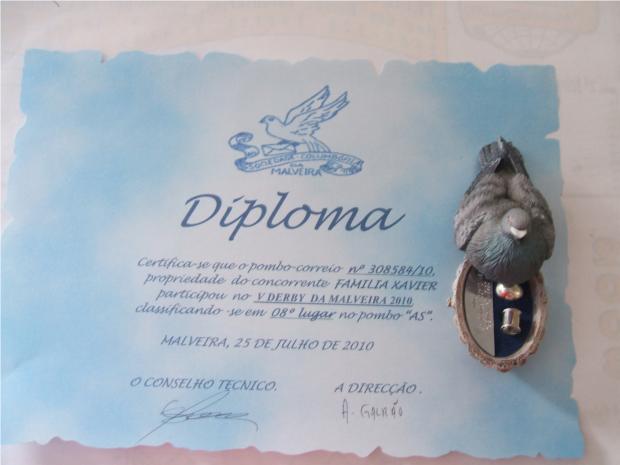 SOCIEDADE COLUMBÓFILA
DA
MALVEIRA
Diploma
Certifica-se que o pombo-correio nº 308584/10,
propriedade do concorrente FAMILIA XAVIER
participou no V DERBY DA MALVEIRA 2010
classificando-se em 08º lugar no pombo "AS".
MALVEIRA, 25 DE JULHO DE 2010
O CONSELHO TECNICO. A DIRECÇÃO.
A. GALRÃO